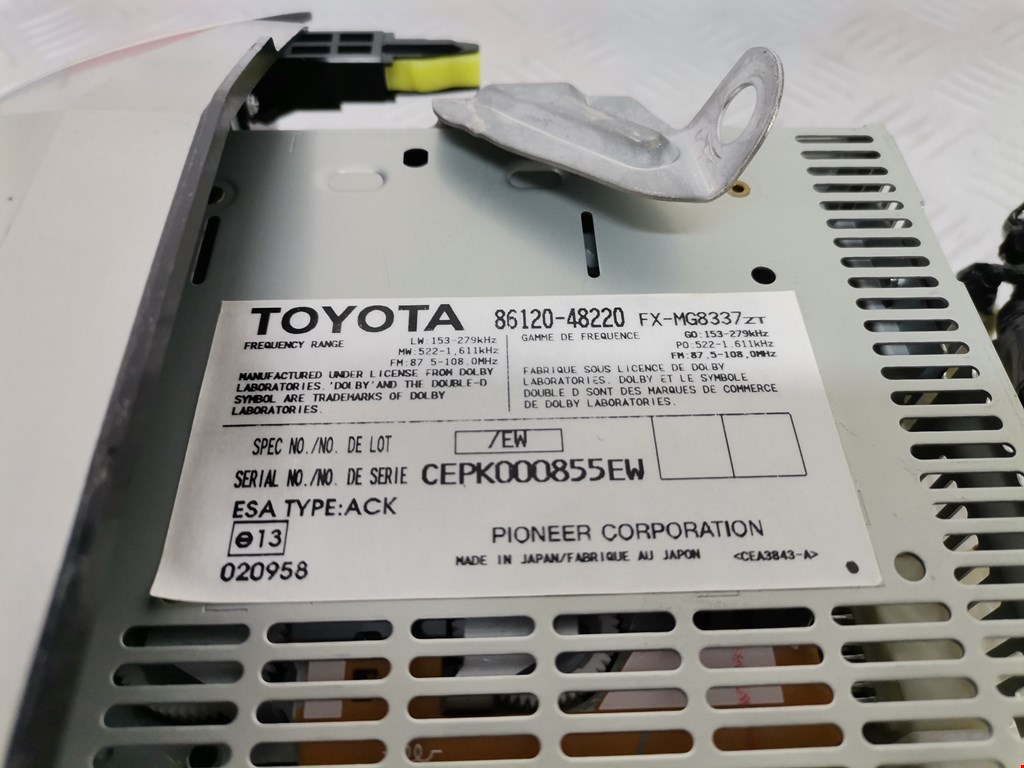 TOYOTA 86120-48220 FX-MG8337ZT
FREQUENCY RANGE LW:153-279kHz
MW:522-1,611kHz
FM:87.5-108.0MHz
MANUFACTURED UNDER LICENSE FROM DOLBY
LABORATORIES. 'DOLBY' AND THE DOUBLE-D
SYMBOL ARE TRADEMARKS OF DOLBY
LABORATORIES.
GAMME DE FREQUENCE GO:153-279kHz
PO:522-1,611kHz
FM:87.5-108.0MHz
FABRIQUE SOUS LICENCE DE DOLBY
LABORATORIES. DOLBY ET LE SYMBOLE
DOUBLE D SONT DES MARQUES DE COMMERCE
DE DOLBY LABORATORIES.
SPEC NO./NO. DE LOT /EW
SERIAL NO./NO. DE SERIE CEPK000855EW
ESA TYPE:ACK
e13
020958
PIONEER CORPORATION
MADE IN JAPAN/FABRIQUE AU JAPON <CEA3843-A>